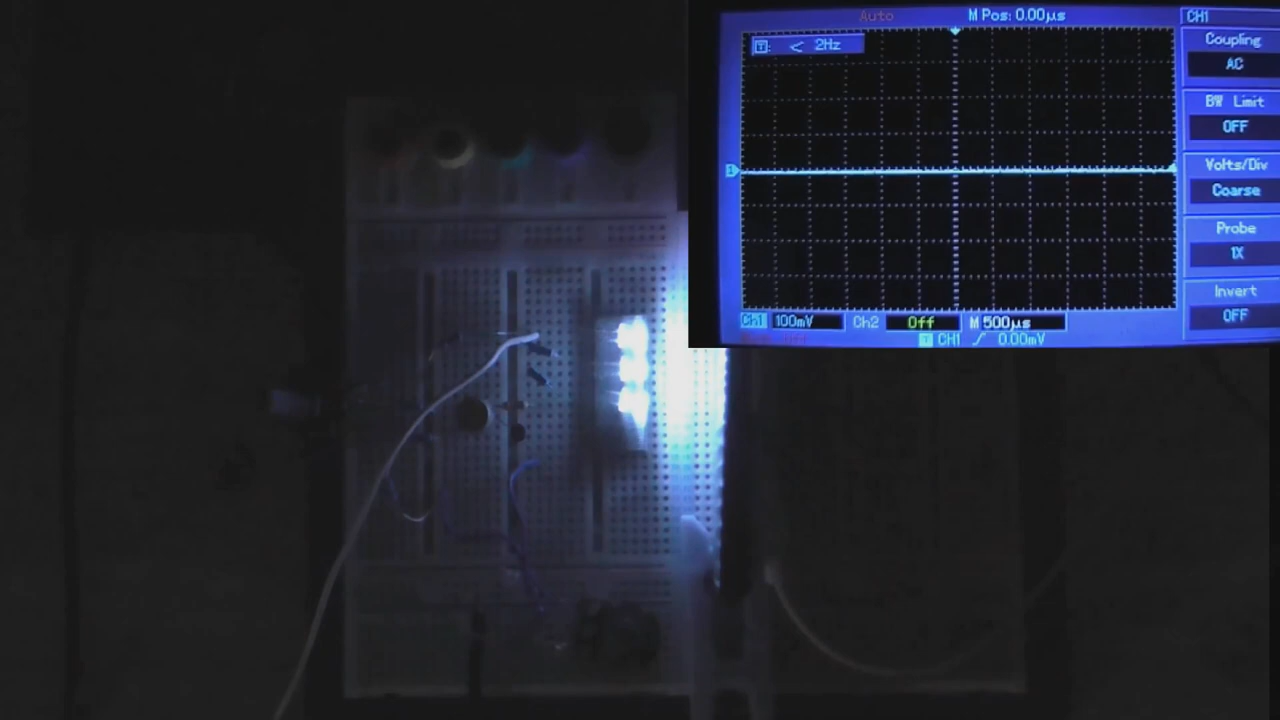 Auto M Pos: 0.00µs CH1
T: < 2Hz
Coupling
AC
BW Limit
OFF
1
Volts/Div
Coarse
Probe
1X
Invert
OFF
Ch1 100mV Ch2 Off M 500µs
T CH1 0.00mV